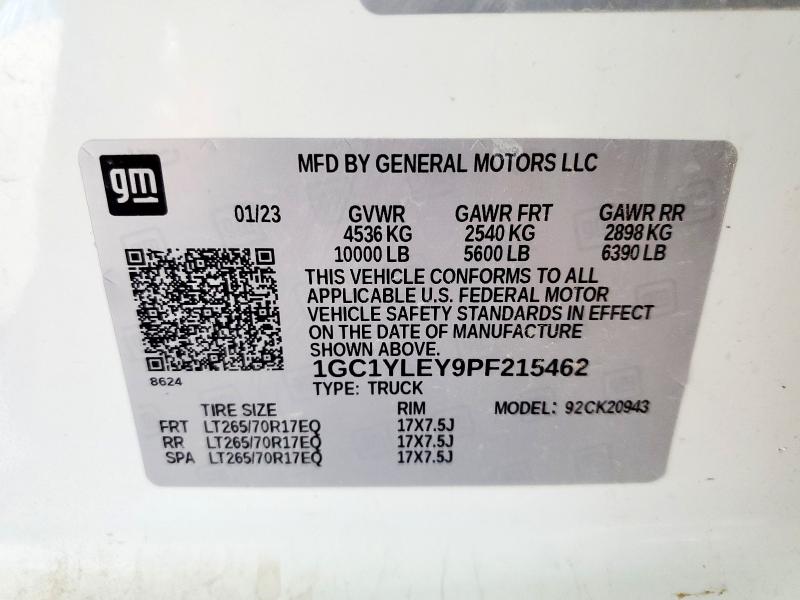 gm
MFD BY GENERAL MOTORS LLC
01/23 GVWR GAWR FRT GAWR RR
4536 KG 2540 KG 2898 KG
10000 LB 5600 LB 6390 LB
THIS VEHICLE CONFORMS TO ALL
APPLICABLE U.S. FEDERAL MOTOR
VEHICLE SAFETY STANDARDS IN EFFECT
ON THE DATE OF MANUFACTURE
SHOWN ABOVE.
1GC1YLEY9PF215462
8624
TYPE: TRUCK
TIRE SIZE RIM MODEL: 92CK20943
FRT LT265/70R17EQ 17X7.5J
RR LT265/70R17EQ 17X7.5J
SPA LT265/70R17EQ 17X7.5J